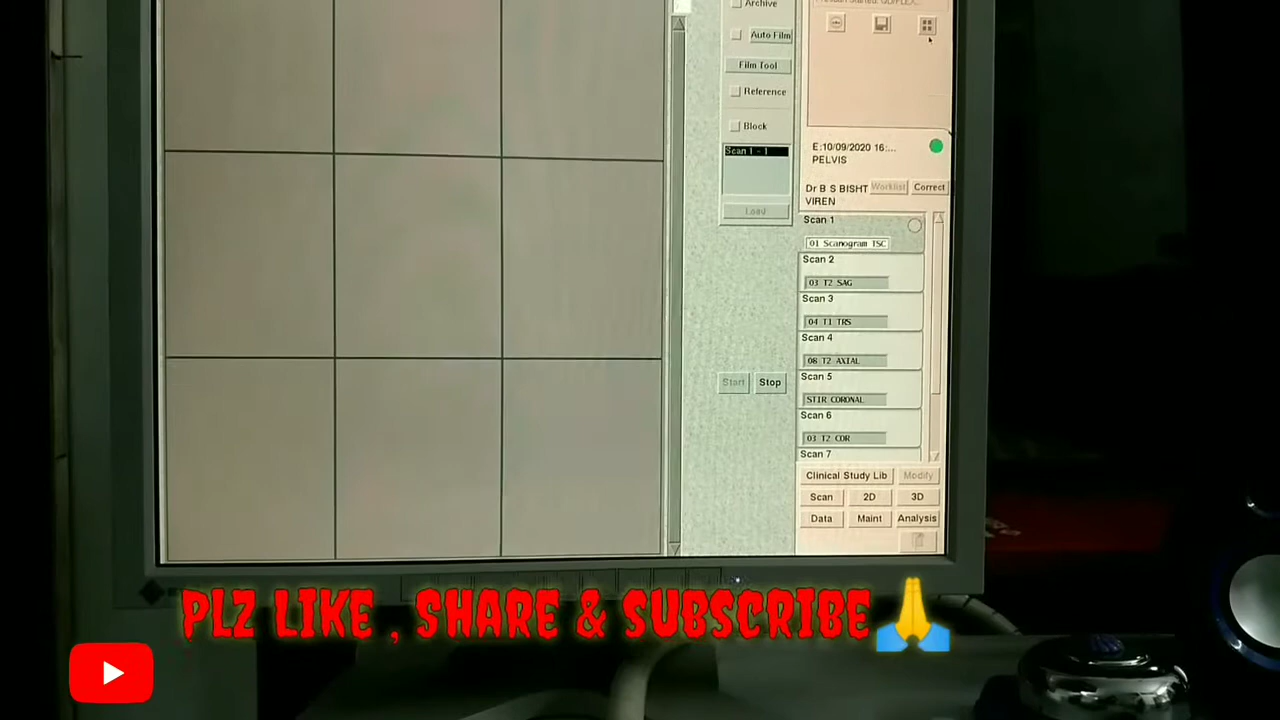 Archive
Auto Film
Film Tool
Reference
Block
Scan 1 - 1
Load
Start Stop
E:10/09/2020 16:...
PELVIS
Dr B S BISHT Worklist Correct
VIREN
Scan 1
01 Scanogram TSC
Scan 2
03 T2 SAG
Scan 3
04 T1 TRS
Scan 4
08 T2 AXIAL
Scan 5
STIR CORONAL
Scan 6
03 T2 COR
Scan 7
Clinical Study Lib Modify
Scan 2D 3D
Data Maint Analysis
PLZ LIKE , SHARE & SUBSCRIBE🙏